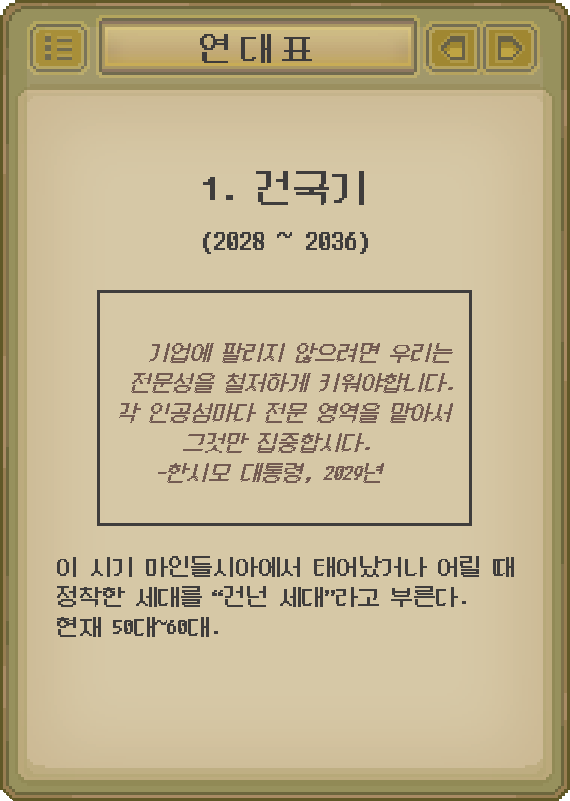 연대표
1. 건국기
(2028 ~ 2036)
기업에 팔리지 않으려면 우리는
전문성을 철저하게 키워야합니다.
각 인공섬마다 전문 영역을 맡아서
그것만 집중합시다.
-한시모 대통령, 2029년
이 시기 마인들시아에서 태어났거나 어릴 때
정착한 세대를 “건넌 세대”라고 부른다.
현재 50대~60대.